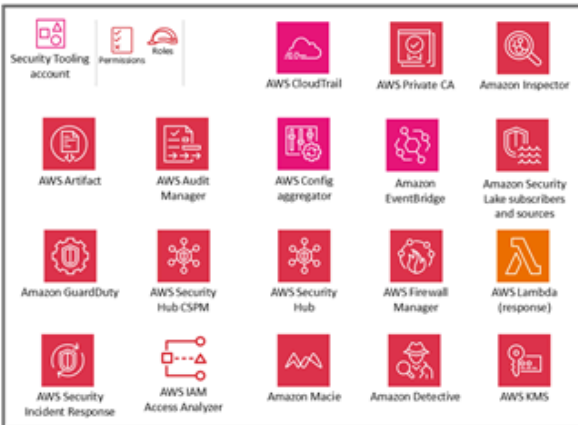 Security Tooling
account
Permissions
Roles
AWS CloudTrail
AWS Private CA
Amazon Inspector
AWS Artifact
AWS Audit
Manager
AWS Config
aggregator
Amazon
EventBridge
Amazon Security
Lake subscribers
and sources
Amazon GuardDuty
AWS Security
Hub CSPM
AWS Security
Hub
AWS Firewall
Manager
AWS Lambda
(response)
AWS Security
Incident Response
AWS IAM
Access Analyzer
Amazon Macie
Amazon Detective
AWS KMS